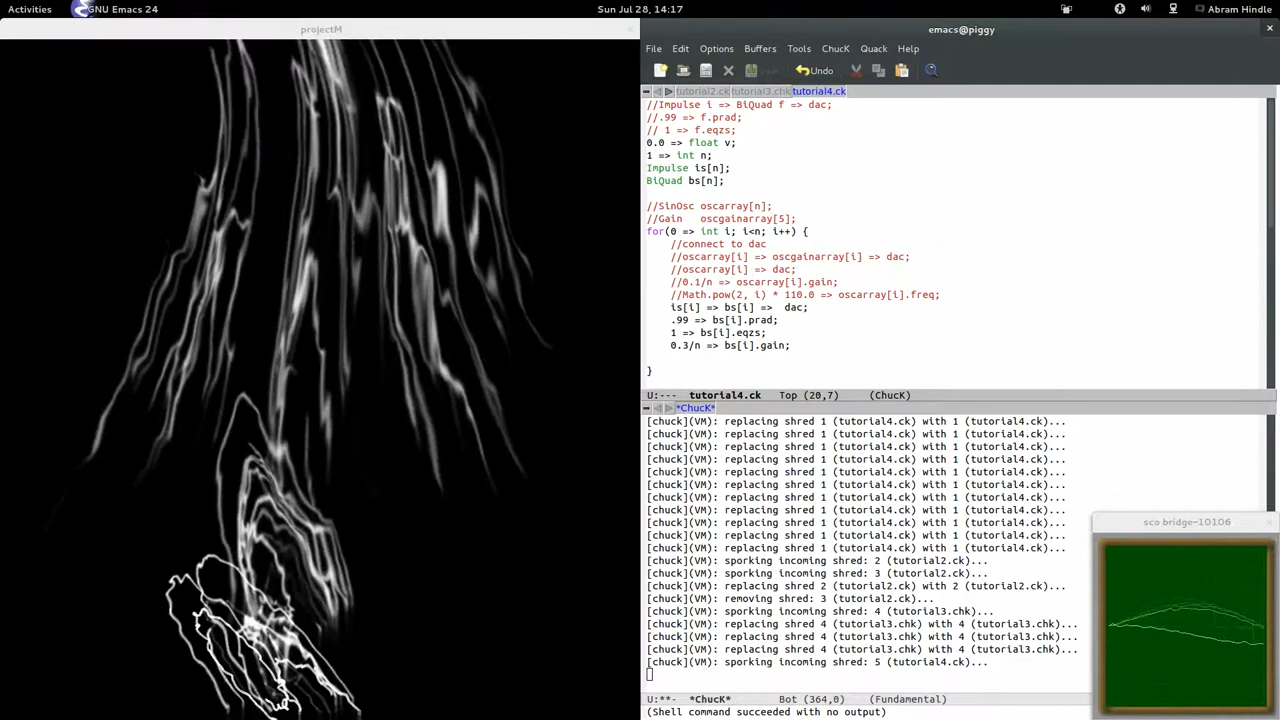 Activities GNU Emacs 24 Sun Jul 28, 14:17 Abram Hindle
projectM
emacs@piggy
File Edit Options Buffers Tools ChucK Quack Help
Undo
tutorial2.ck tutorial3.chk tutorial4.ck
//Impulse i => BiQuad f => dac;
//.99 => f.prad;
// 1 => f.eqzs;
0.0 => float v;
1 => int n;
Impulse is[n];
BiQuad bs[n];
//SinOsc oscarray[n];
//Gain   oscgainarray[5];
for(0 => int i; i<n; i++) {
//connect to dac
//oscarray[i] => oscgainarray[i] => dac;
//oscarray[i] => dac;
//0.1/n => oscarray[i].gain;
//Math.pow(2, i) * 110.0 => oscarray[i].freq;
is[i] => bs[i] =>  dac;
.99 => bs[i].prad;
1 => bs[i].eqzs;
0.3/n => bs[i].gain;
}
U:--- tutorial4.ck Top (20,7) (ChucK)
*ChucK*
[chuck](VM): replacing shred 1 (tutorial4.ck) with 1 (tutorial4.ck)...
[chuck](VM): replacing shred 1 (tutorial4.ck) with 1 (tutorial4.ck)...
[chuck](VM): replacing shred 1 (tutorial4.ck) with 1 (tutorial4.ck)...
[chuck](VM): replacing shred 1 (tutorial4.ck) with 1 (tutorial4.ck)...
[chuck](VM): replacing shred 1 (tutorial4.ck) with 1 (tutorial4.ck)...
[chuck](VM): replacing shred 1 (tutorial4.ck) with 1 (tutorial4.ck)...
[chuck](VM): replacing shred 1 (tutorial4.ck) with 1 (tutorial4.ck)...
[chuck](VM): replacing shred 1 (tutorial4.ck) with 1 (tutorial4.ck)...
[chuck](VM): replacing shred 1 (tutorial4.ck) with 1 (tutorial4.ck)...
[chuck](VM): replacing shred 1 (tutorial4.ck) with 1 (tutorial4.ck)...
[chuck](VM): replacing shred 1 (tutorial4.ck) with 1 (tutorial4.ck)...
[chuck](VM): sporking incoming shred: 2 (tutorial2.ck)...
[chuck](VM): sporking incoming shred: 3 (tutorial2.ck)...
[chuck](VM): replacing shred 2 (tutorial2.ck) with 2 (tutorial2.ck)...
[chuck](VM): removing shred: 3 (tutorial2.ck)...
[chuck](VM): sporking incoming shred: 4 (tutorial3.chk)...
[chuck](VM): replacing shred 4 (tutorial3.chk) with 4 (tutorial3.chk)...
[chuck](VM): replacing shred 4 (tutorial3.chk) with 4 (tutorial3.chk)...
[chuck](VM): replacing shred 4 (tutorial3.chk) with 4 (tutorial3.chk)...
[chuck](VM): sporking incoming shred: 5 (tutorial4.ck)...
sco bridge-10106
U:**- *ChucK* Bot (364,0) (Fundamental)
(Shell command succeeded with no output)